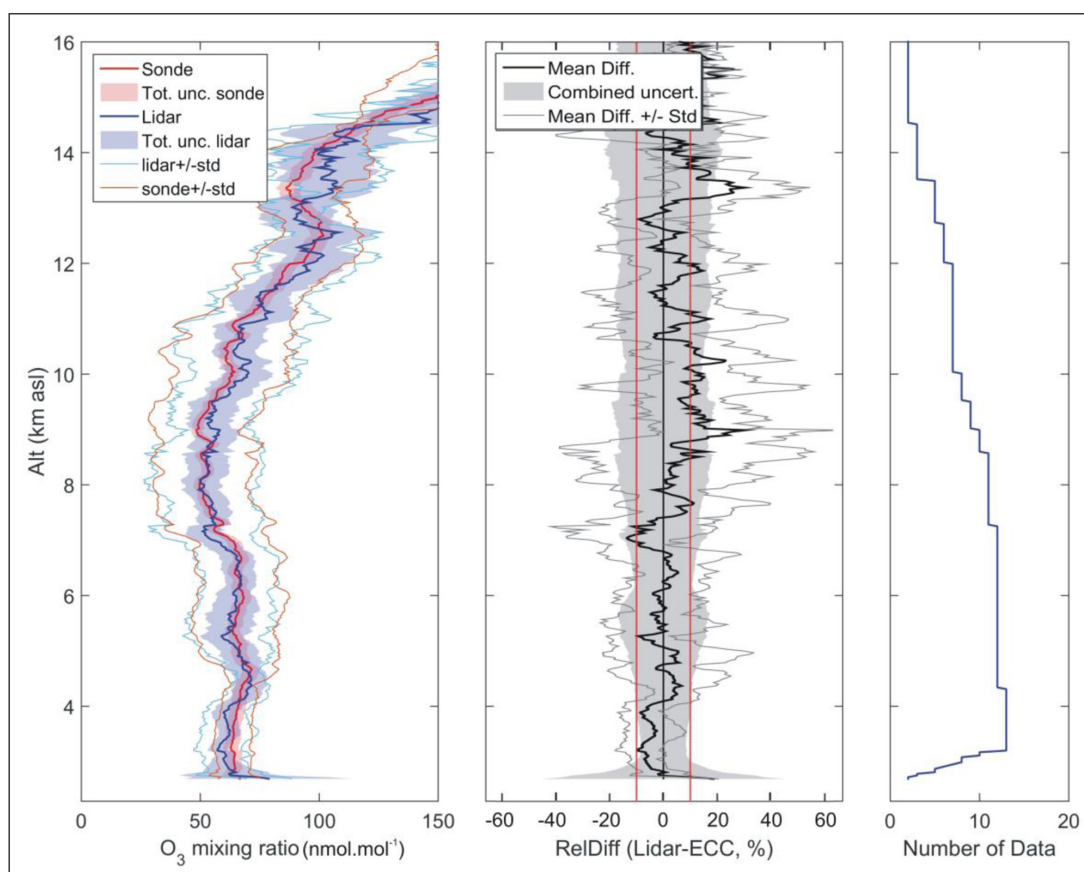 16
14
12
10
8
6
4
Alt (km asl)
Sonde
Tot. unc. sonde
Lidar
Tot. unc. lidar
lidar+/-std
sonde+/-std
0
50
100
150
O3 mixing ratio (nmol.mol-1)
Mean Diff.
Combined uncert.
Mean Diff. +/- Std
-60
-40
-20
0
20
40
60
RelDiff (Lidar-ECC, %)
0
5
10
15
20
Number of Data